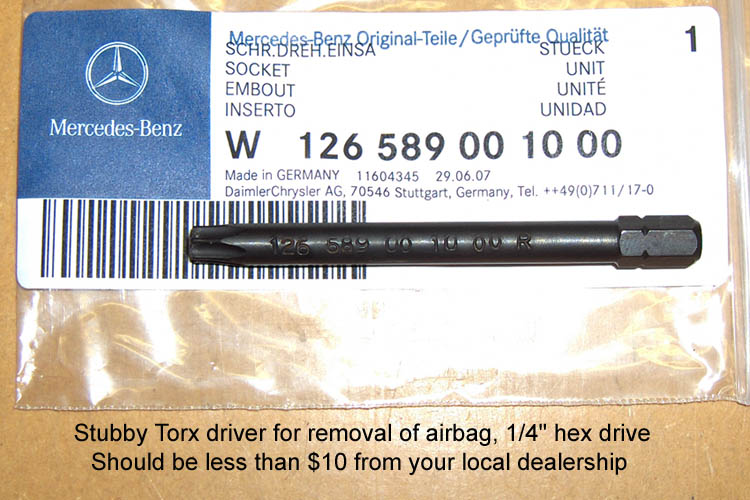 Mercedes-Benz Original-Teile/Geprüfte Qualität
SCHR.DREH.EINSA STUECK 1
SOCKET UNIT
EMBOUT UNITÉ
INSERTO UNIDAD
Mercedes-Benz
W 126 589 00 10 00
Made in GERMANY 11604345 29.06.07
DaimlerChrysler AG, 70546 Stuttgart, Germany, Tel. ++49(0)711/17-0
126 589 00 10 00 R
Stubby Torx driver for removal of airbag, 1/4" hex drive
Should be less than $10 from your local dealership